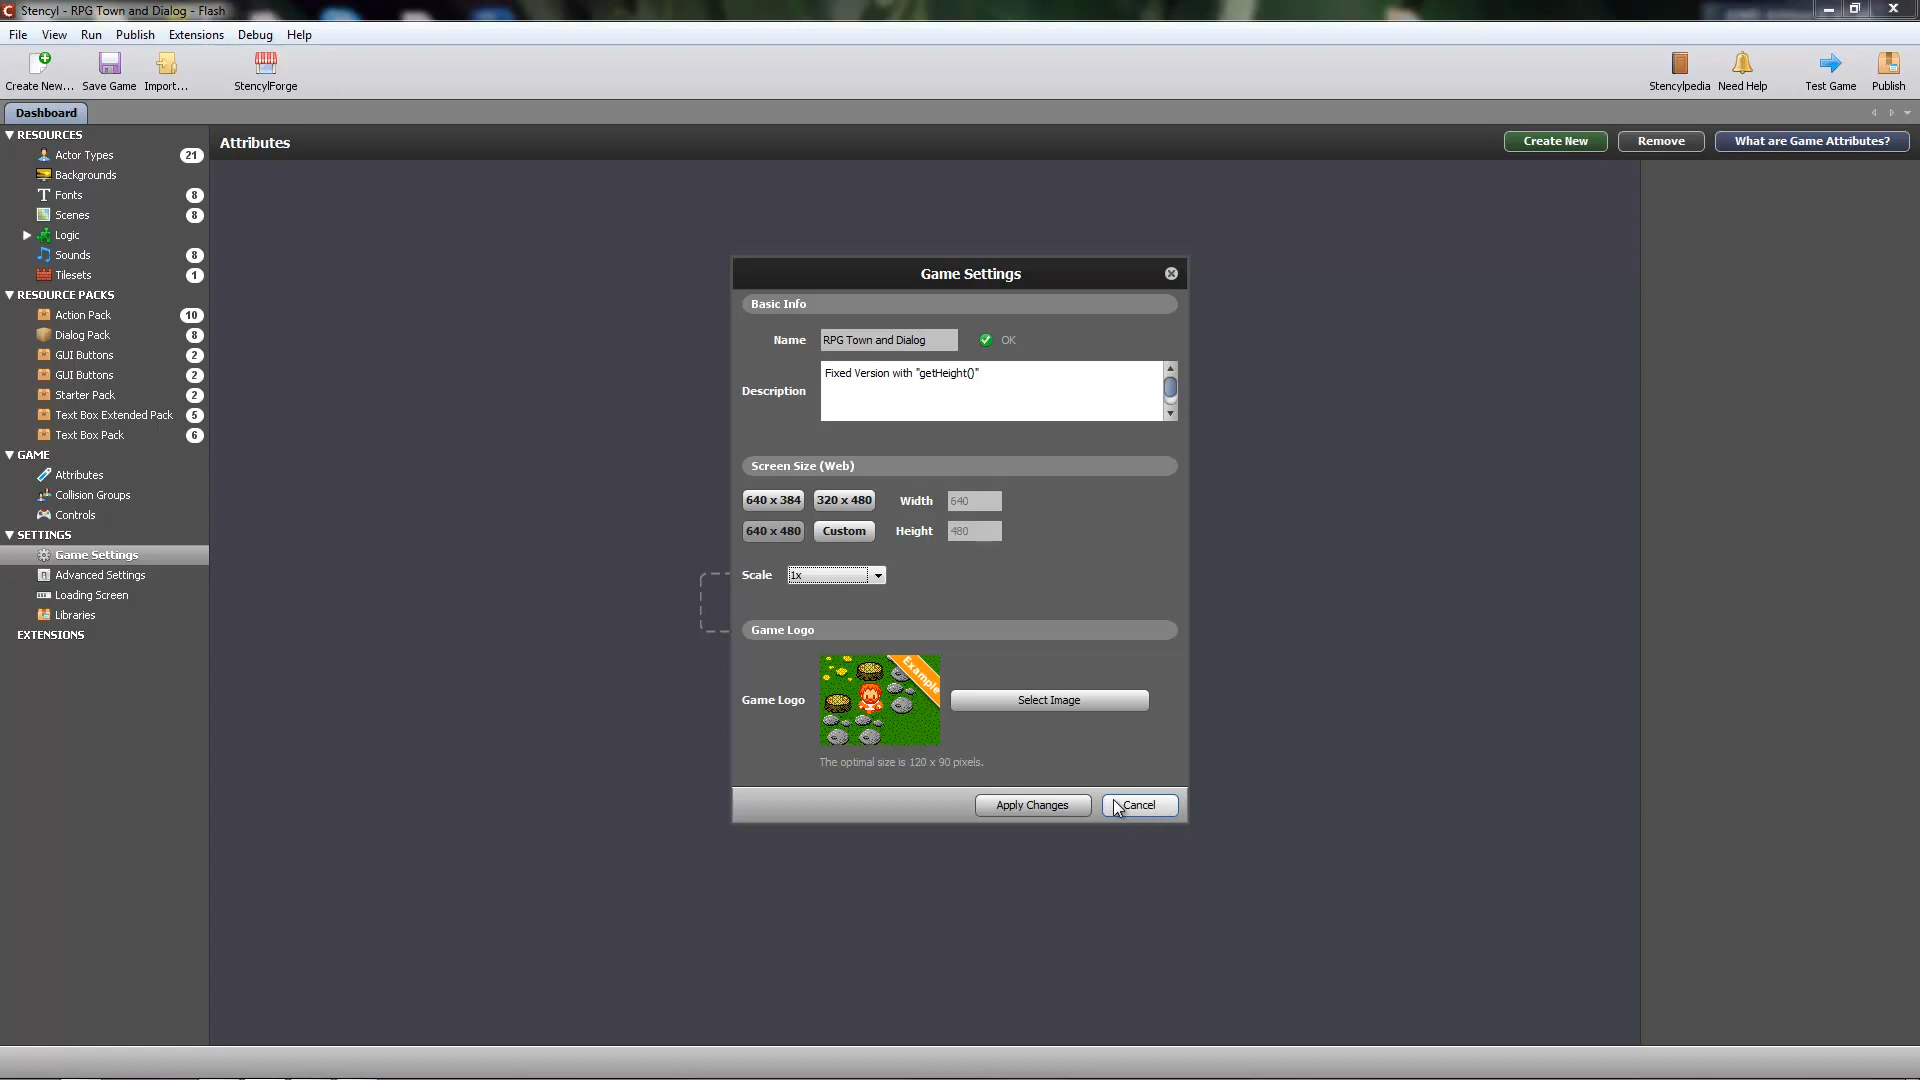 Stencyl - RPG Town and Dialog - Flash
File View Run Publish Extensions Debug Help
Create New... Save Game Import... StencylForge Stencylpedia Need Help Test Game Publish
Dashboard
RESOURCES
Actor Types 21
Backgrounds
Fonts 8
Scenes 8
Logic
Sounds 8
Tilesets 1
RESOURCE PACKS
Action Pack 10
Dialog Pack 8
GUI Buttons 2
GUI Buttons 2
Starter Pack 2
Text Box Extended Pack 5
Text Box Pack 6
GAME
Attributes
Collision Groups
Controls
SETTINGS
Game Settings
Advanced Settings
Loading Screen
Libraries
EXTENSIONS
Attributes Create New Remove What are Game Attributes?
Game Settings
Basic Info
Name RPG Town and Dialog OK
Description Fixed Version with "getHeight()"
Screen Size (Web)
640 x 384 320 x 480 Width 640
640 x 480 Custom Height 480
Scale 1x
Game Logo
Game Logo Example Select Image
The optimal size is 120 x 90 pixels.
Apply Changes Cancel